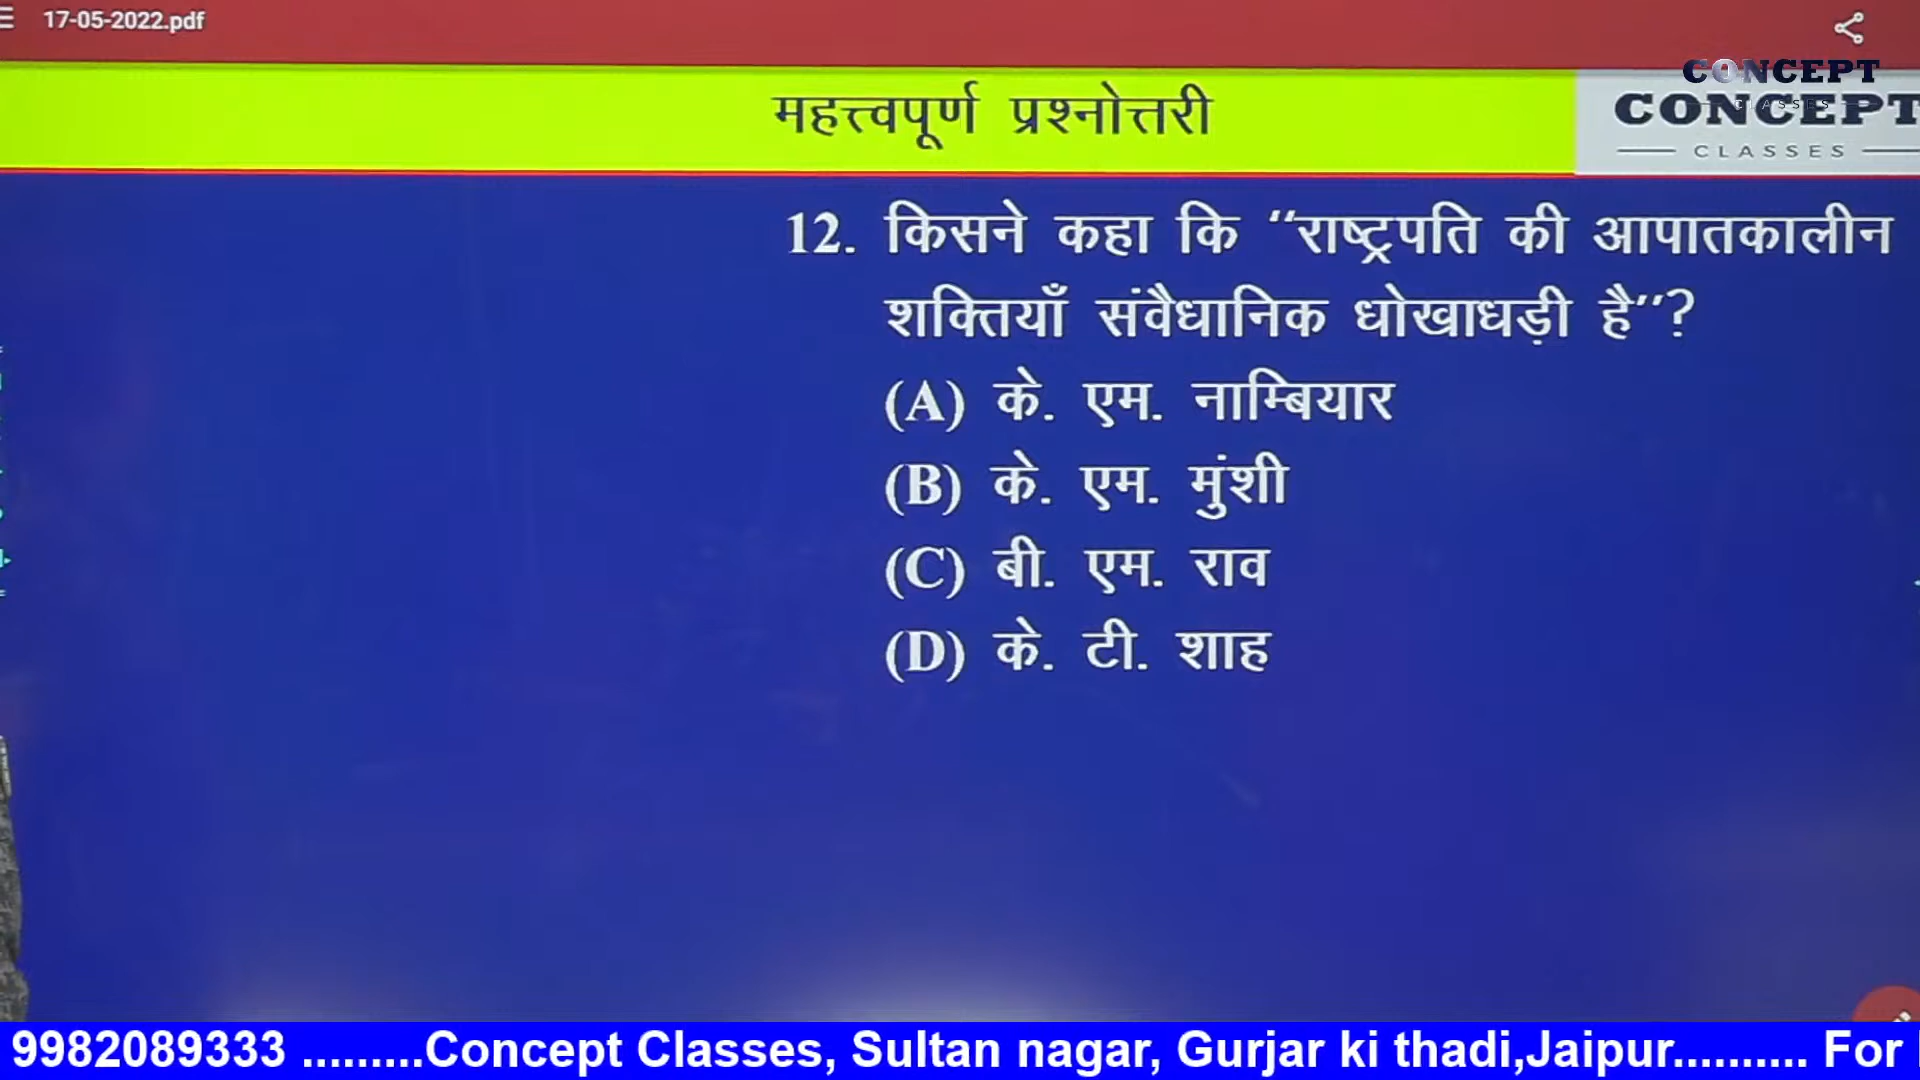 17-05-2022.pdf
महत्त्वपूर्ण प्रश्नोत्तरी
CONCEPT
CLASSES
CONCEPT
CLASSES
12. किसने कहा कि "राष्ट्रपति की आपातकालीन
शक्तियाँ संवैधानिक धोखाधड़ी है"?
(A) के. एम. नाम्बियार
(B) के. एम. मुंशी
(C) बी. एम. राव
(D) के. टी. शाह
9982089333 .........Concept Classes, Sultan nagar, Gurjar ki thadi,Jaipur.......... For